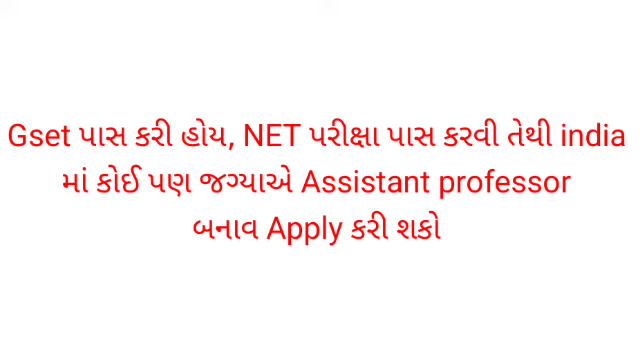 Gset પાસ કરી હોય, NET પરીક્ષા પાસ કરવી તેથી india
માં કોઈ પણ જગ્યાએ Assistant professor
બનાવ Apply કરી શકો